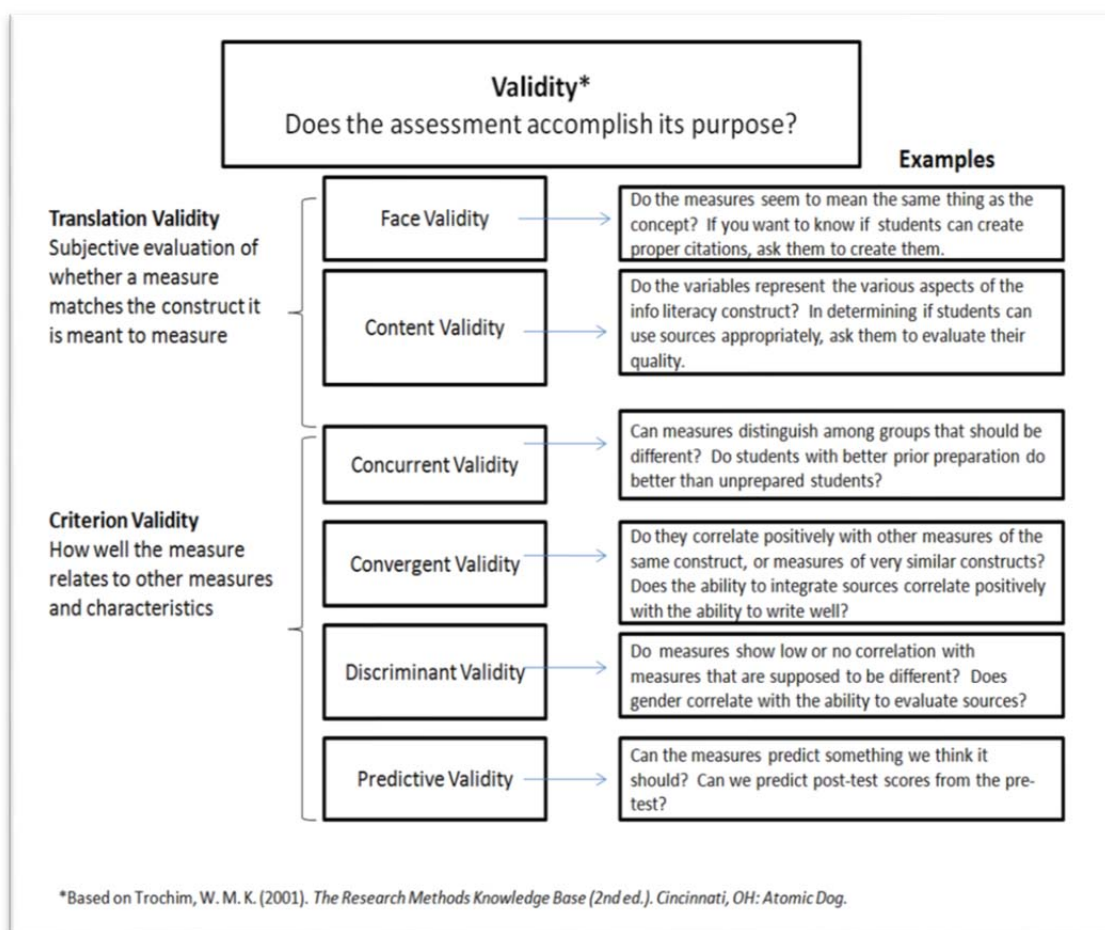 Validity*
Does the assessment accomplish its purpose?
Examples
Translation Validity
Subjective evaluation of
whether a measure
matches the construct it
is meant to measure
Face Validity
Do the measures seem to mean the same thing as the
concept? If you want to know if students can create
proper citations, ask them to create them.
Content Validity
Do the variables represent the various aspects of the
info literacy construct? In determining if students can
use sources appropriately, ask them to evaluate their
quality.
Criterion Validity
How well the measure
relates to other measures
and characteristics
Concurrent Validity
Can measures distinguish among groups that should be
different? Do students with better prior preparation do
better than unprepared students?
Convergent Validity
Do they correlate positively with other measures of the
same construct, or measures of very similar constructs?
Does the ability to integrate sources correlate positively
with the ability to write well?
Discriminant Validity
Do measures show low or no correlation with
measures that are supposed to be different? Does
gender correlate with the ability to evaluate sources?
Predictive Validity
Can the measures predict something we think it
should? Can we predict post-test scores from the pre-
test?
*Based on Trochim, W. M. K. (2001). The Research Methods Knowledge Base (2nd ed.). Cincinnati, OH: Atomic Dog.